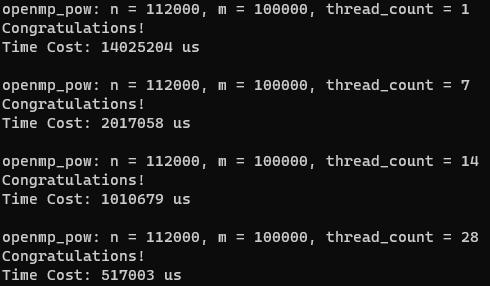 openmp_pow: n = 112000, m = 100000, thread_count = 1
Congratulations!
Time Cost: 14025204 us
openmp_pow: n = 112000, m = 100000, thread_count = 7
Congratulations!
Time Cost: 2017058 us
openmp_pow: n = 112000, m = 100000, thread_count = 14
Congratulations!
Time Cost: 1010679 us
openmp_pow: n = 112000, m = 100000, thread_count = 28
Congratulations!
Time Cost: 517003 us